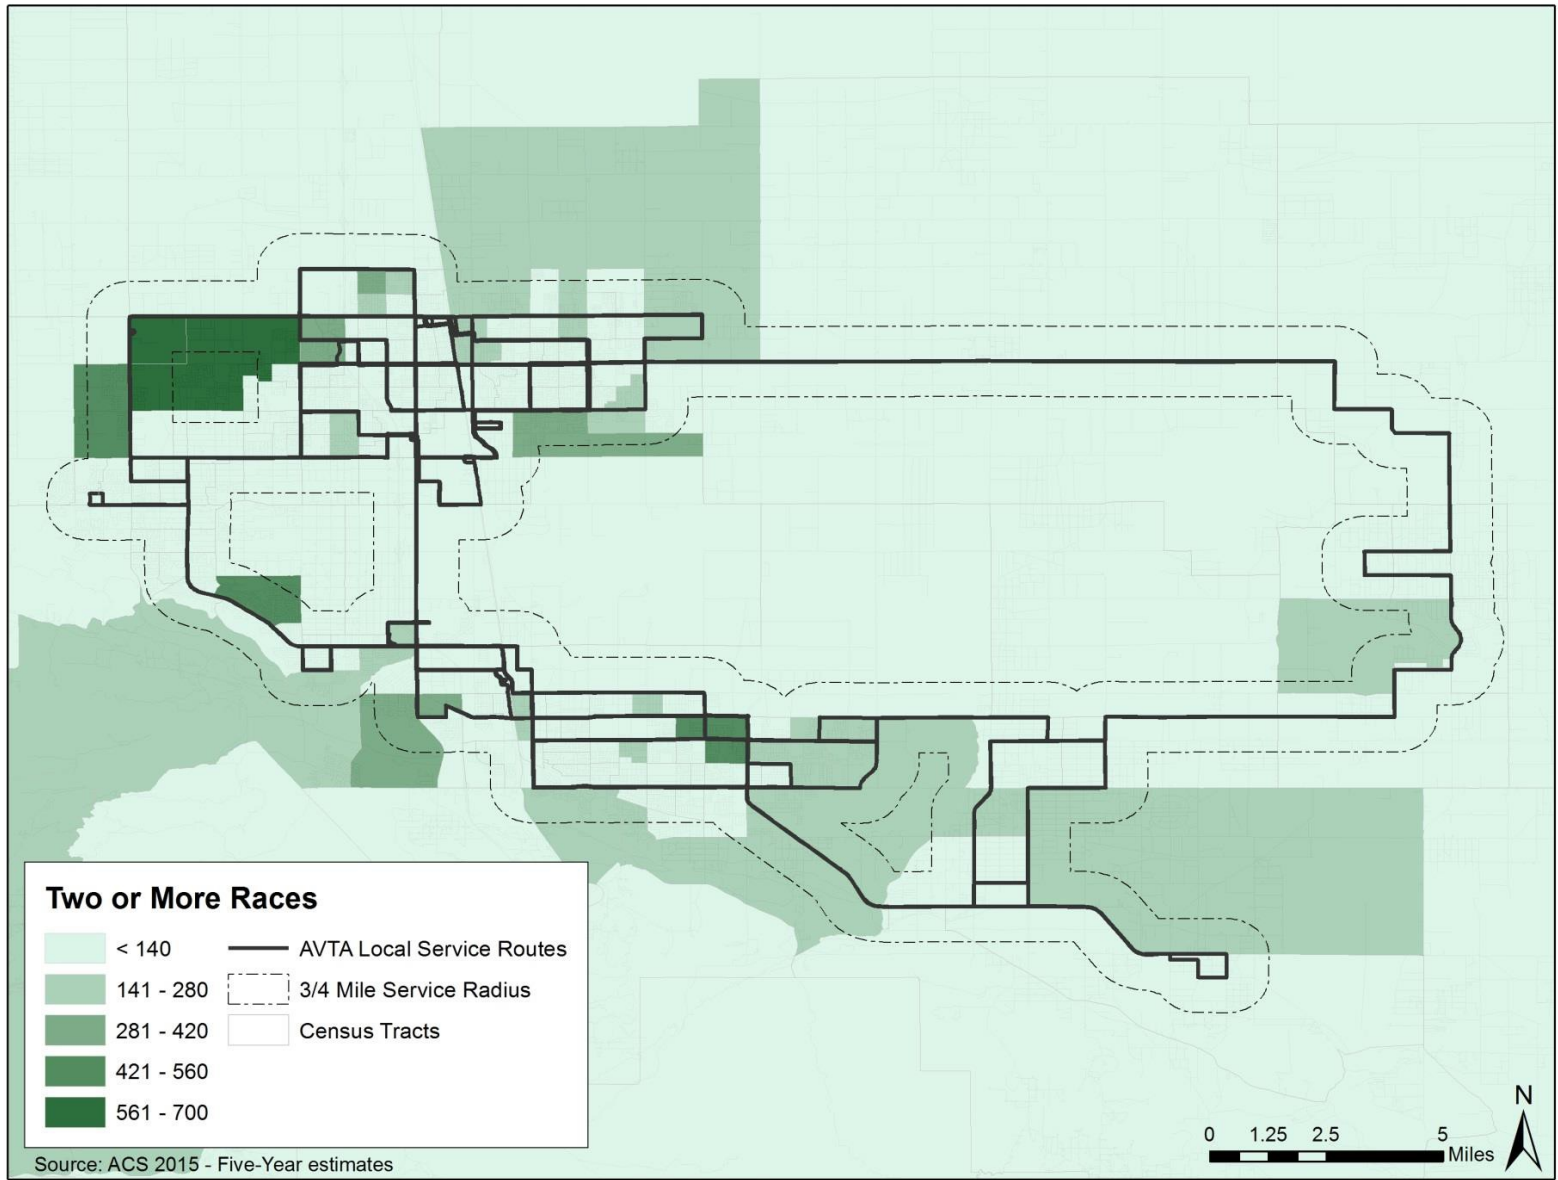 Two or More Races
< 140
AVTA Local Service Routes
141 - 280
3/4 Mile Service Radius
281 - 420
Census Tracts
421 - 560
561 - 700
Source: ACS 2015 - Five-Year estimates
N
0 1.25 2.5 5
Miles